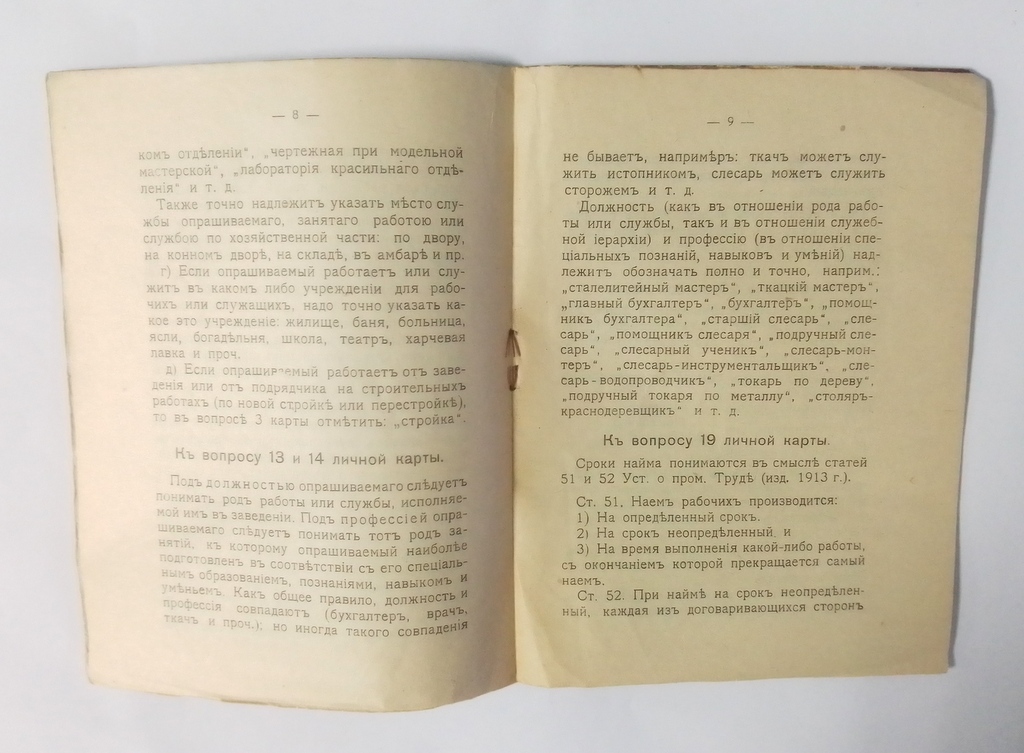 — 8 —
комъ отдѣленіи“, „чертежная при модельной
мастерской“, „лабораторія красильнаго отдѣ-
ленія“ и т. д.
Также точно надлежитъ указать мѣсто слу-
жбы опрашиваемаго, занятаго работою или
службою по хозяйственной части: по двору,
на конномъ дворѣ, на складѣ, въ амбарѣ и пр.
г) Если опрашиваемый работаетъ или слу-
житъ въ какомъ либо учрежденіи для рабо-
чихъ или служащихъ, надо точно указать ка-
кое это учрежденіе: жилище, баня, больница,
ясли, богадѣльня, школа, театръ, харчевая
лавка и проч.
д) Если опрашиваемый работаетъ отъ заве-
денія или отъ подрядчика на строительныхъ
работахъ (по новой стройкѣ или перестройкѣ),
то въ вопросѣ 3 карты отмѣтить: „стройка“.
Къ вопросу 13 и 14 личной карты.
Подъ должностью опрашиваемаго слѣдуетъ
понимать родъ работы или службы, исполняе-
мой имъ въ заведеніи. Подъ профессіей опра-
шиваемаго слѣдуетъ понимать тотъ родъ за-
нятій, къ которому опрашиваемый наиболѣе
подготовленъ въ соотвѣтствіи съ его спеціаль-
нымъ образованіемъ, познаніями, навыкомъ и
умѣньемъ. Какъ общее правило, должность и
профессія совпадаютъ (бухгалтеръ, врачъ,
ткачъ и проч.); но иногда такого совпаденія
— 9 —
не бываетъ, напримѣръ: ткачъ можетъ слу-
жить истопникомъ, слесарь можетъ служить
сторожемъ и т. д.
Должность (какъ въ отношеніи рода рабо-
ты или службы, такъ и въ отношеніи служеб-
ной іерархіи) и профессію (въ отношеніи спе-
ціальныхъ познаній, навыковъ и умѣній) над-
лежитъ обозначать полно и точно, наприм.:
„сталелитейный мастеръ“, „ткацкій мастеръ“,
„главный бухгалтеръ“, „бухгалтеръ“, „помощ-
никъ бухгалтера“, „старшій слесарь“, „сле-
сарь“, „помощникъ слесаря“, „подручный сле-
сарь“, „слесарный ученикъ“, „слесарь-мон-
теръ“, „слесарь-инструментальщикъ“, „сле-
сарь-водопроводчикъ“, „токарь по дереву“,
„подручный токаря по металлу“, „столяръ-
краснодеревщикъ“ и т. д.
Къ вопросу 19 личной карты.
Сроки найма понимаются въ смыслѣ статей
51 и 52 Уст. о пром. Трудѣ (изд. 1913 г.).
Ст. 51. Наемъ рабочихъ производится:
1) На опредѣленный срокъ.
2) На срокъ неопредѣленный и
3) На время выполненія какой-либо работы,
съ окончаніемъ которой прекращается самый
наемъ.
Ст. 52. При наймѣ на срокъ неопредѣлен-
ный, каждая изъ договаривающихся сторонъ